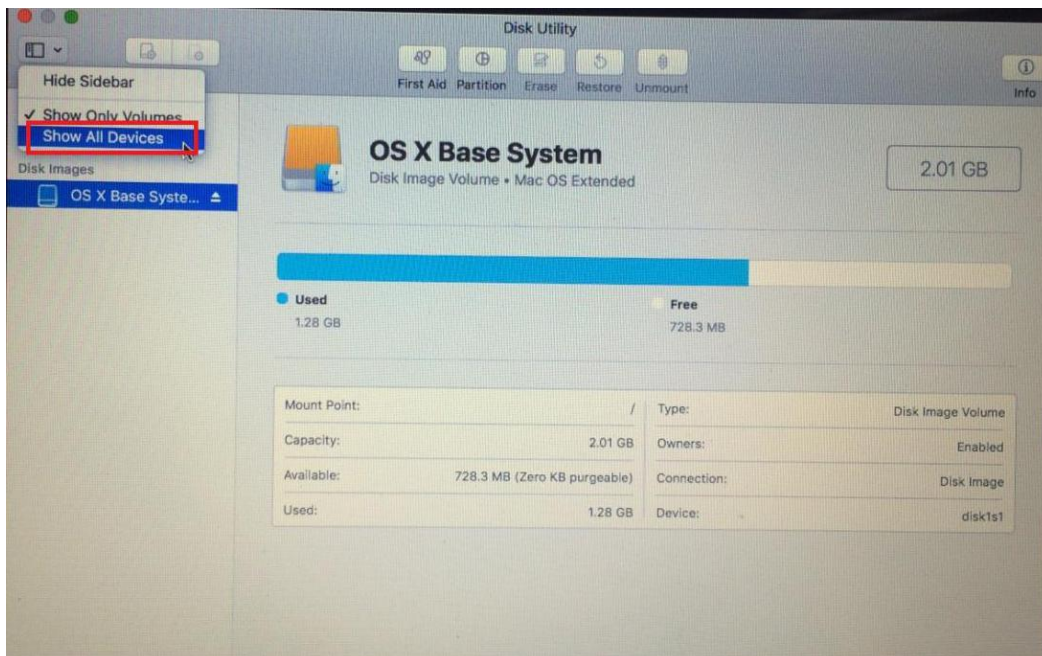 Disk Utility
First Aid Partition Erase Restore Unmount
Info
Hide Sidebar
✓ Show Only Volumes
Show All Devices
Disk Images
OS X Base Syste...
OS X Base System
Disk Image Volume • Mac OS Extended
2.01 GB
Used
1.28 GB
Free
728.3 MB
Mount Point: /
Capacity: 2.01 GB
Available: 728.3 MB (Zero KB purgeable)
Used: 1.28 GB
Type: Disk Image Volume
Owners: Enabled
Connection: Disk Image
Device: disk1s1